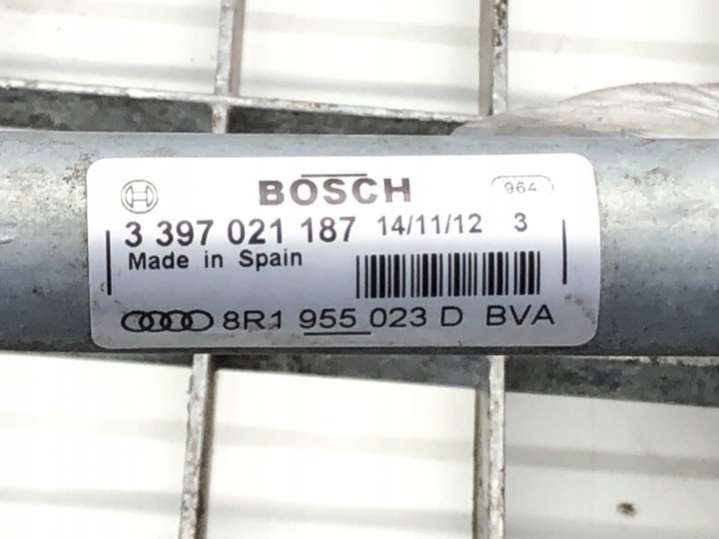 BOSCH 964
3 397 021 187 14/11/12 3
Made in Spain
8R1 955 023 D BVA